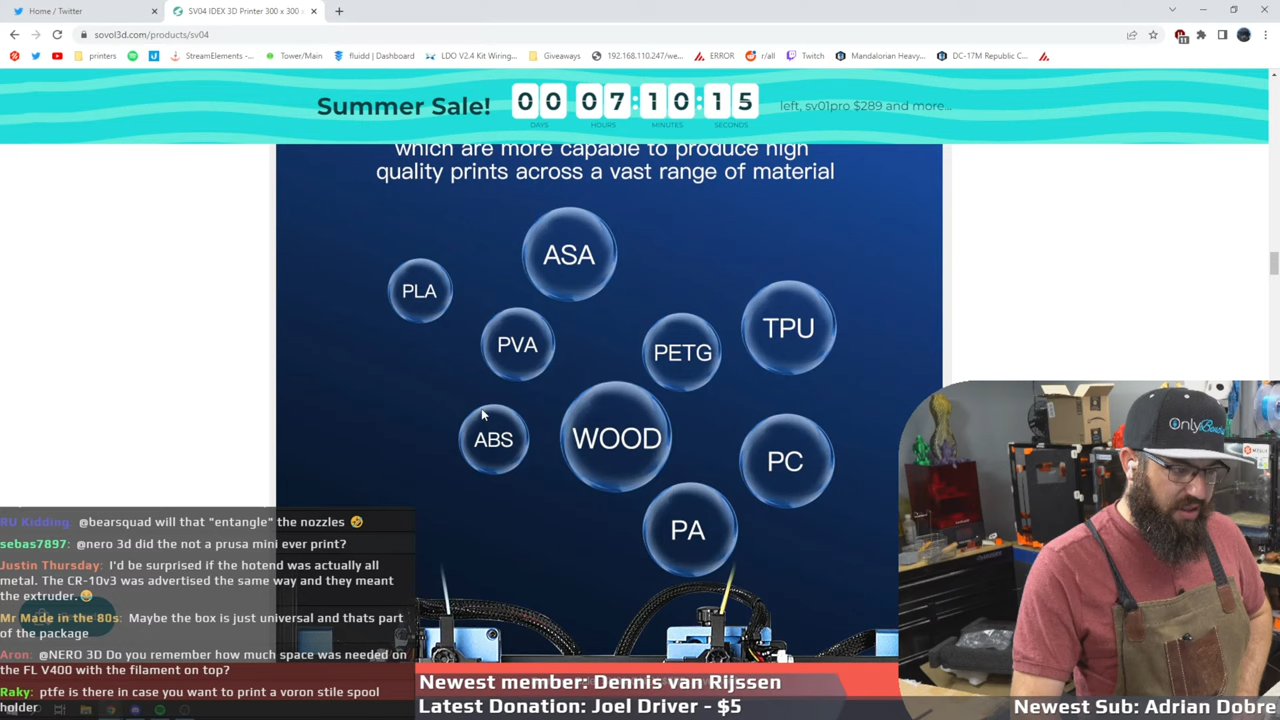 Home / Twitter
SV04 IDEX 3D Printer 300 x 300 x
sovol3d.com/products/sv04
printers
StreamElements -...
Tower/Main
fluidd | Dashboard
LDO V2.4 Kit Wiring...
Giveaways
192.168.110.247/we...
ERROR
r/all
Twitch
Mandalorian Heavy...
DC-17M Republic C...
Summer Sale!
00 07:10:15
left, sv01pro $289 and more...
DAYS HOURS MINUTES SECONDS
which are more capable to produce high
quality prints across a vast range of material
ASA
PLA
TPU
PVA
PETG
ABS
WOOD
PC
PA
OnlyBeards
RU Kidding: @bearsquad will that "entangle" the nozzles 🤣
sebas7897: @nero 3d did the not a prusa mini ever print?
Justin Thursday: I'd be surprised if the hotend was actually all
metal. The CR-10v3 was advertised the same way and they meant
the extruder. 😅
Mr Made in the 80s: Maybe the box is just universal and thats part
of the package
Aron: @NERO 3D Do you remember how much space was needed on
the FL V400 with the filament on top?
Raky: ptfe is there in case you want to print a voron stile spool
holder
Newest member: Dennis van Rijssen
Latest Donation: Joel Driver - $5
Newest Sub: Adrian Dobre